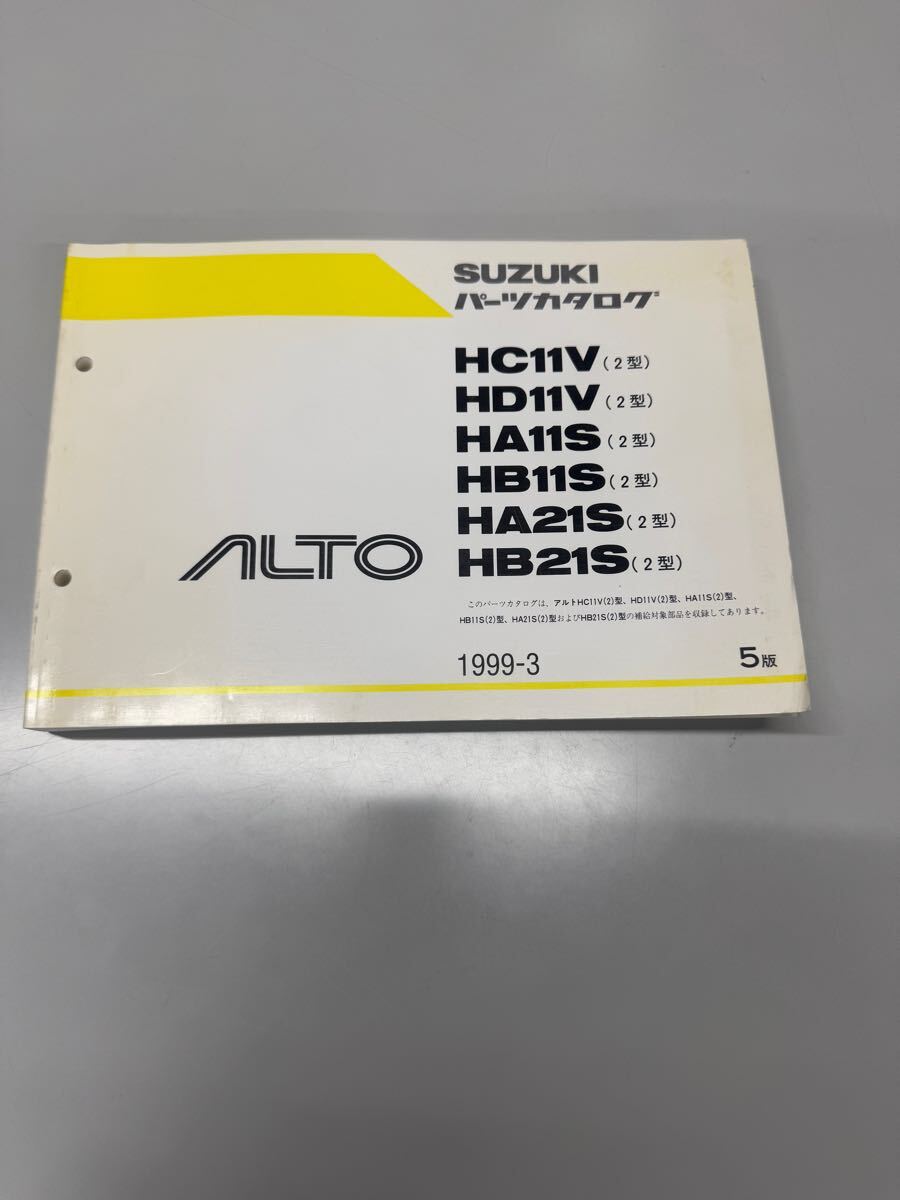 SUZUKI
パーツカタログ
HC11V(2型)
HD11V(2型)
HA11S(2型)
HB11S(2型)
HA21S(2型)
HB21S(2型)
ALTO
このパーツカタログは、アルトHC11V(2)型、HD11V(2)型、HA11S(2)型、
HB11S(2)型、HA21S(2)型およびHB21S(2)型の補給対象部品を収録してあります。
1999-3
5版